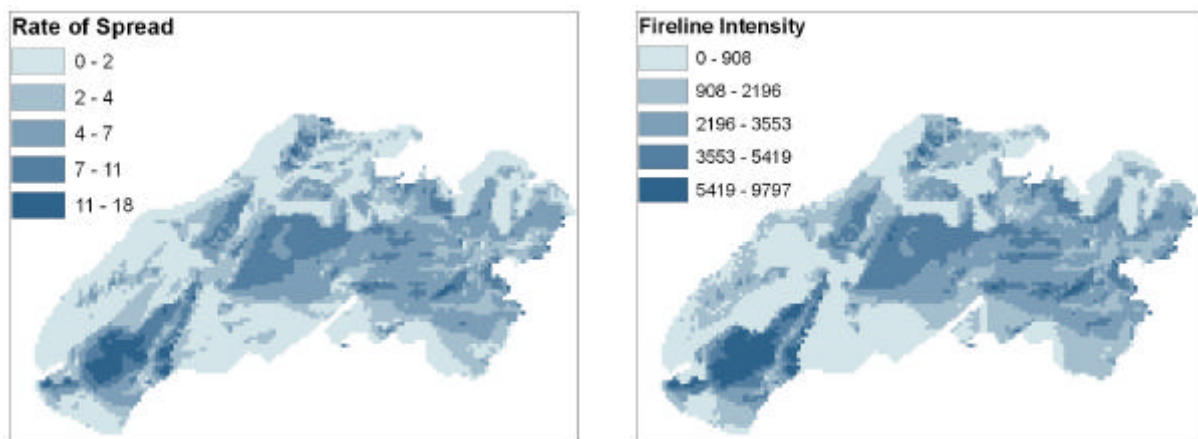 Rate of Spread
0 - 2
2 - 4
4 - 7
7 - 11
11 - 18
Fireline Intensity
0 - 908
908 - 2196
2196 - 3553
3553 - 5419
5419 - 9797